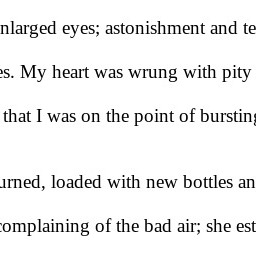 nlarged eyes; astonishment and te
es. My heart was wrung with pity
that I was on the point of bursting
urned, loaded with new bottles an
complaining of the bad air; she est